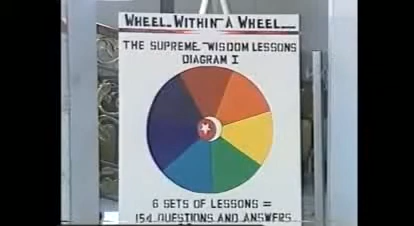 WHEEL WITHIN A WHEEL....
THE SUPREME WISDOM LESSONS
DIAGRAM I
6 SETS OF LESSONS =
154 QUESTIONS AND ANSWERS